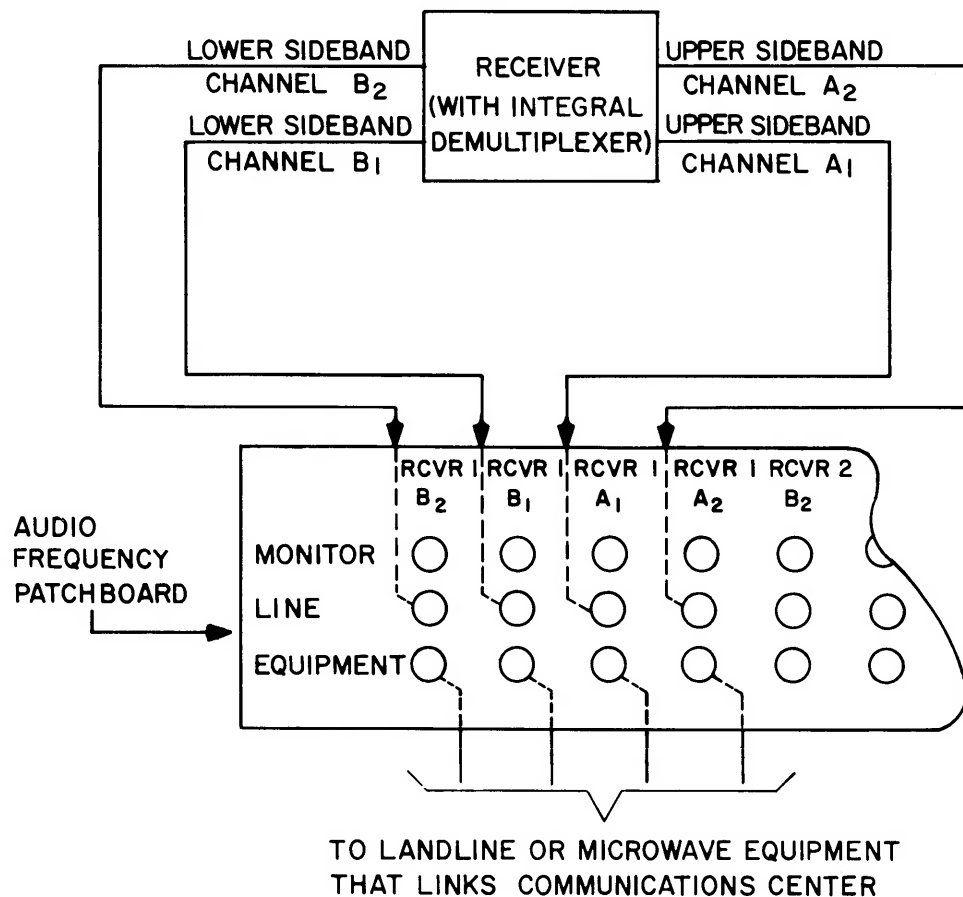 LOWER SIDEBAND
CHANNEL B2
LOWER SIDEBAND
CHANNEL B1
RECEIVER
(WITH INTEGRAL
DEMULTIPLEXER)
UPPER SIDEBAND
CHANNEL A2
UPPER SIDEBAND
CHANNEL A1
RCVR 1 RCVR 1 RCVR 1 RCVR 1 RCVR 2
B2 B1 A1 A2 B2
AUDIO
FREQUENCY
PATCHBOARD
MONITOR
LINE
EQUIPMENT
TO LANDLINE OR MICROWAVE EQUIPMENT
THAT LINKS COMMUNICATIONS CENTER